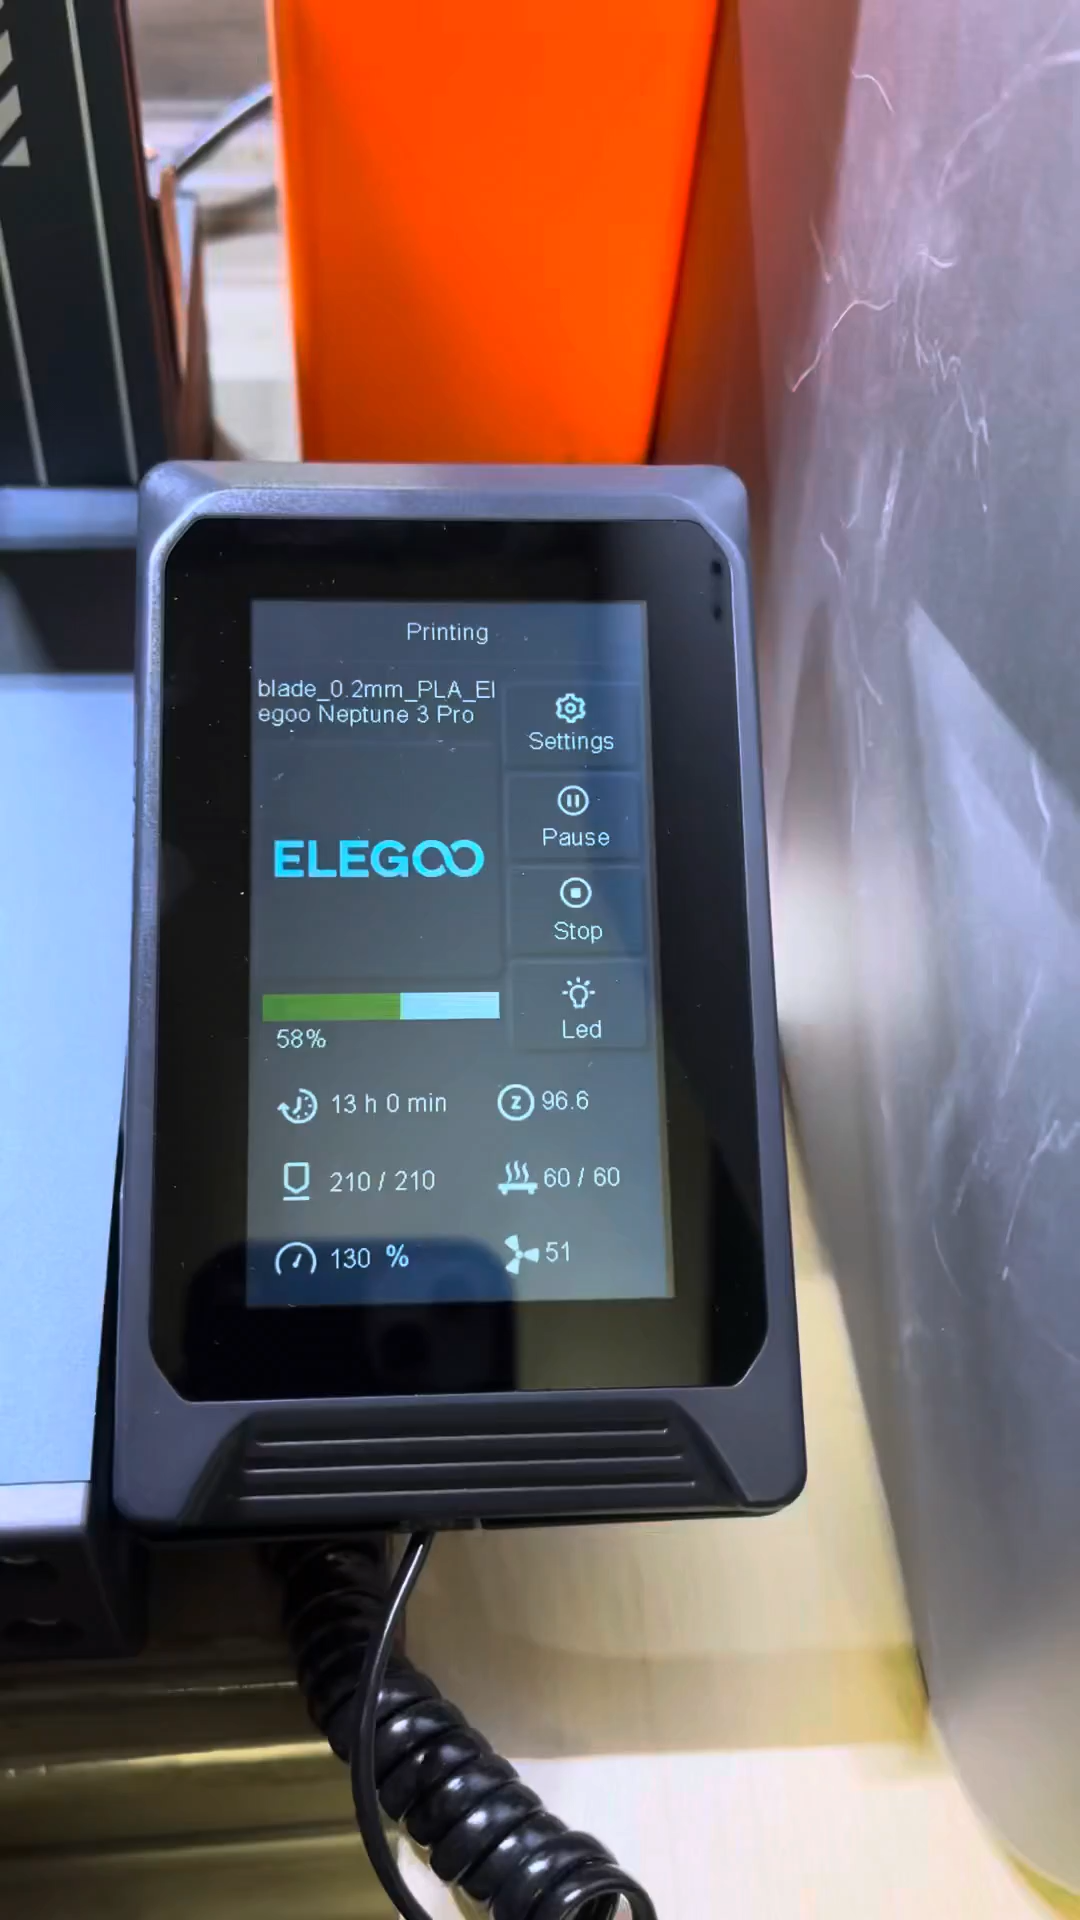 Printing
blade_0.2mm_PLA_El
egoo Neptune 3 Pro
Settings
Pause
ELEGOO
Stop
Led
58%
13 h 0 min
Z 96.6
210 / 210
60 / 60
130 %
51